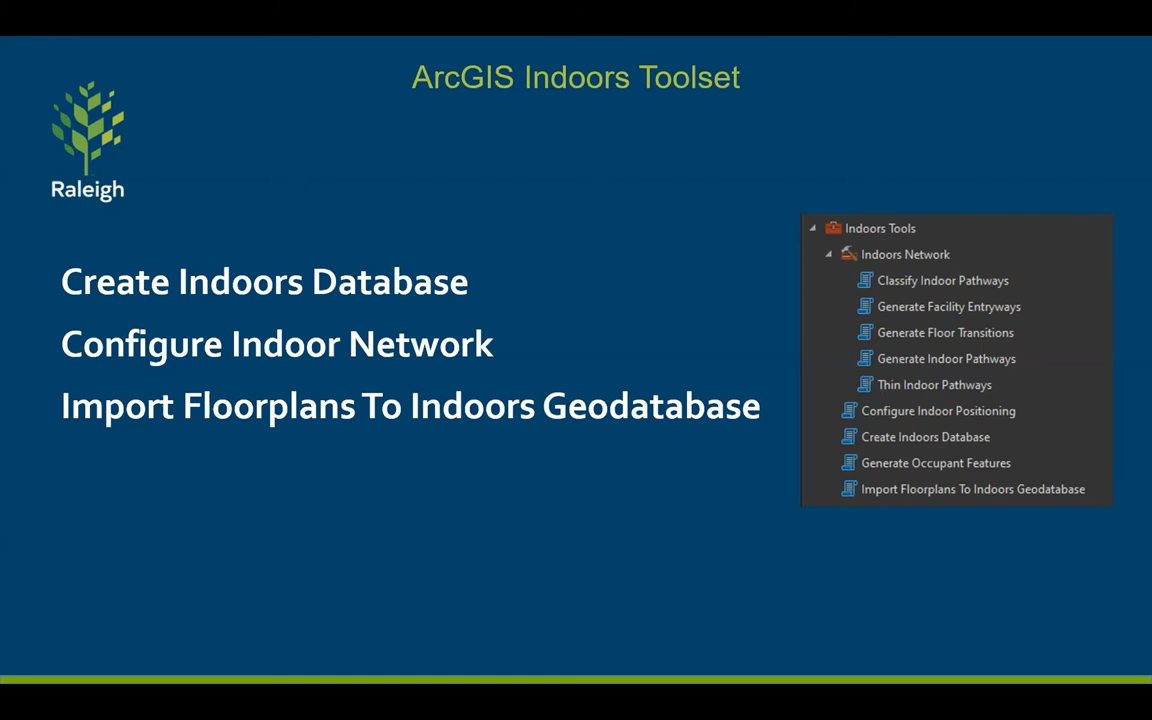 ArcGIS Indoors Toolset
Raleigh
Create Indoors Database
Configure Indoor Network
Import Floorplans To Indoors Geodatabase
Indoors Tools
Indoors Network
Classify Indoor Pathways
Generate Facility Entryways
Generate Floor Transitions
Generate Indoor Pathways
Thin Indoor Pathways
Configure Indoor Positioning
Create Indoors Database
Generate Occupant Features
Import Floorplans To Indoors Geodatabase